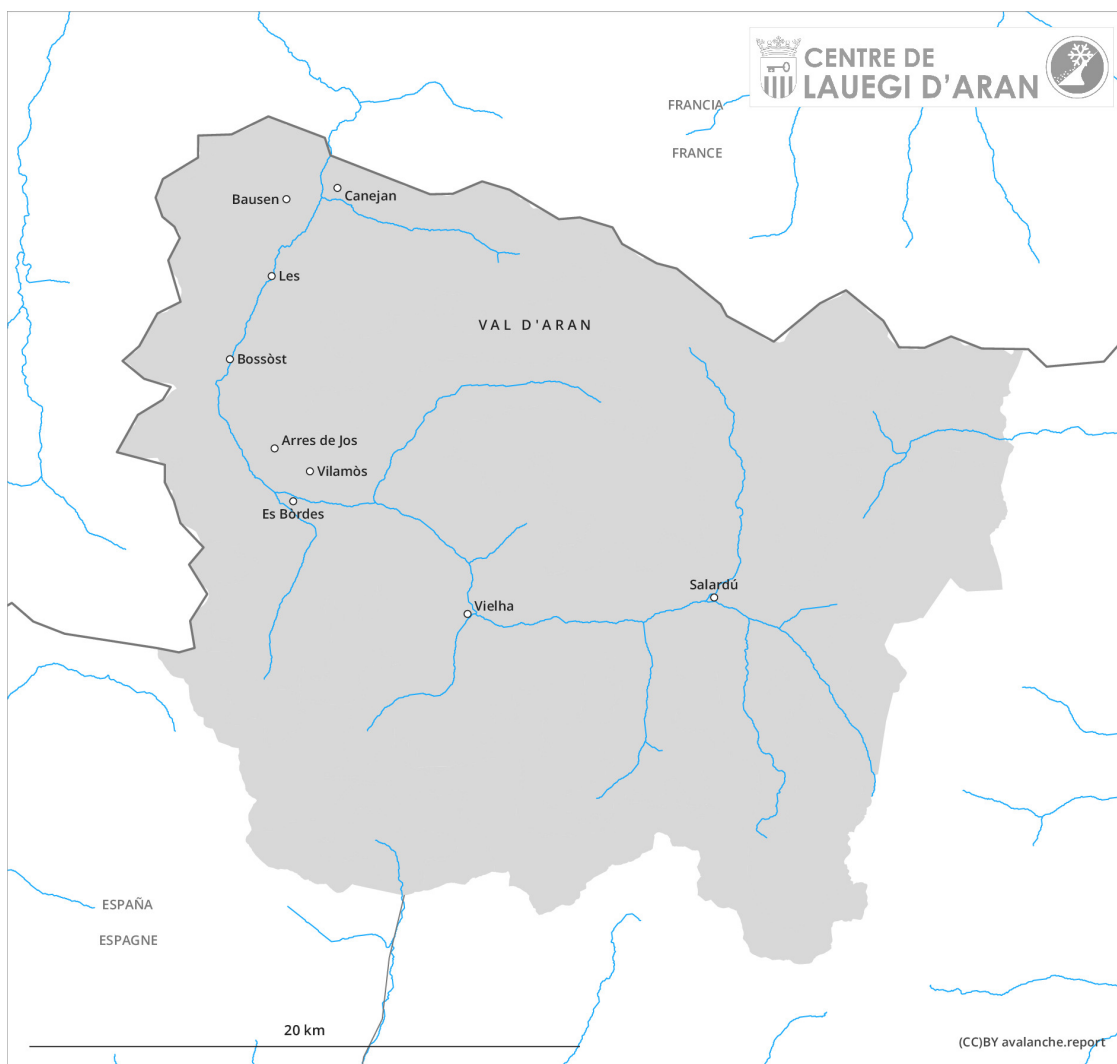 CENTRE DE
LAUEGI D'ARAN
FRANCIA
FRANCE
Bausen
Canejan
Les
VAL D'ARAN
Bossòst
Arres de Jos
Vilamòs
Es Bòrdes
Salardú
Vielha
ESPAÑA
ESPAGNE
20 km
(CC)BY avalanche.report